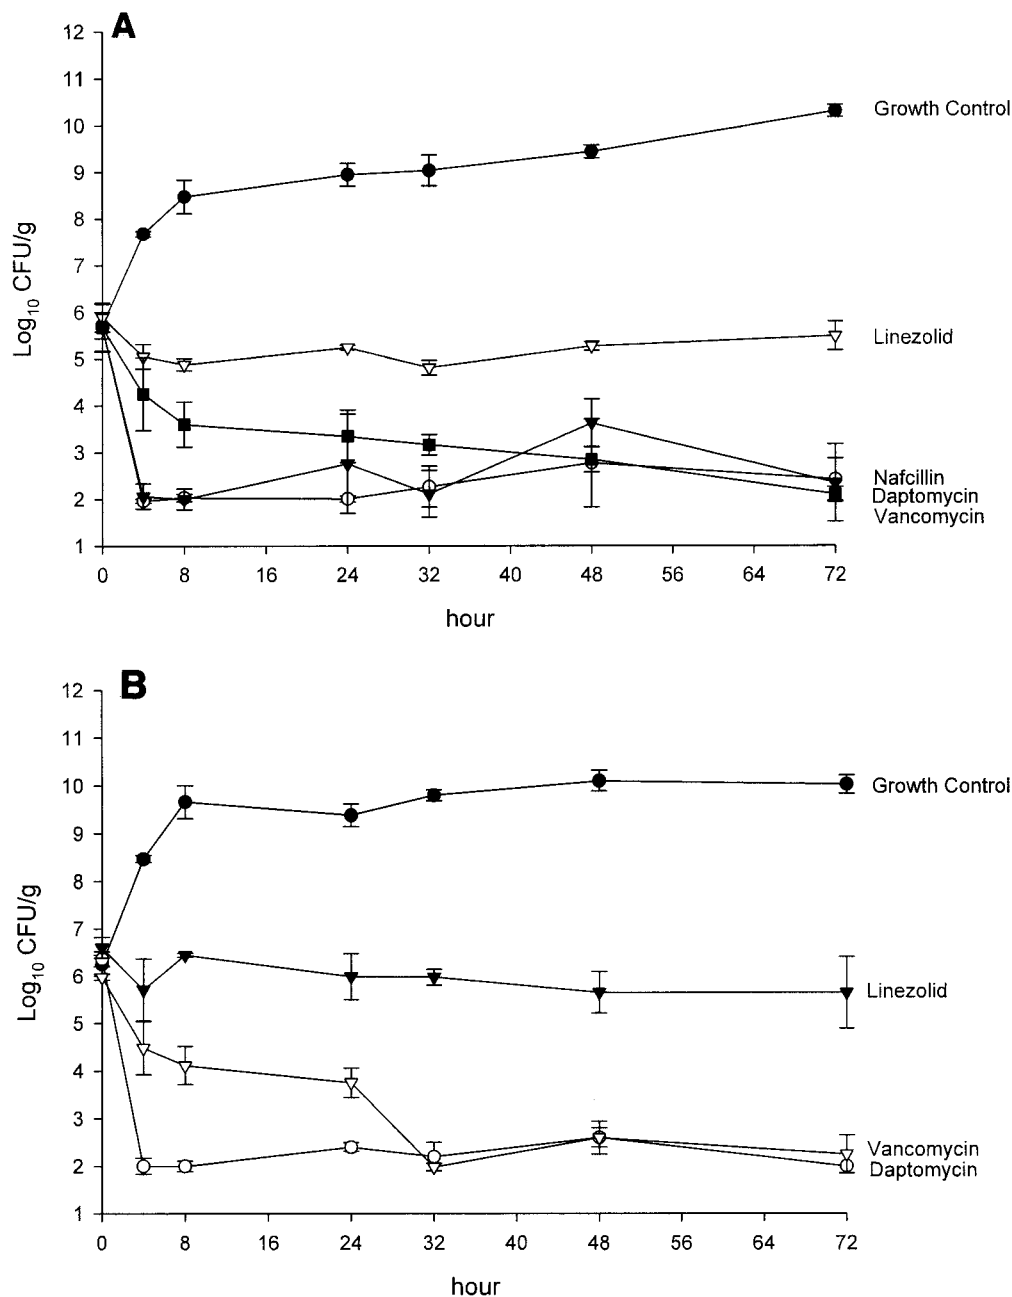 A
12
11
10
9
8
7
6
5
4
3
2
1
Log10 CFU/g
Growth Control
Linezolid
Nafcillin
Daptomycin
Vancomycin
0 8 16 24 32 40 48 56 64 72
hour
B
12
11
10
9
8
7
6
5
4
3
2
1
Log10 CFU/g
Growth Control
Linezolid
Vancomycin
Daptomycin
0 8 16 24 32 40 48 56 64 72
hour